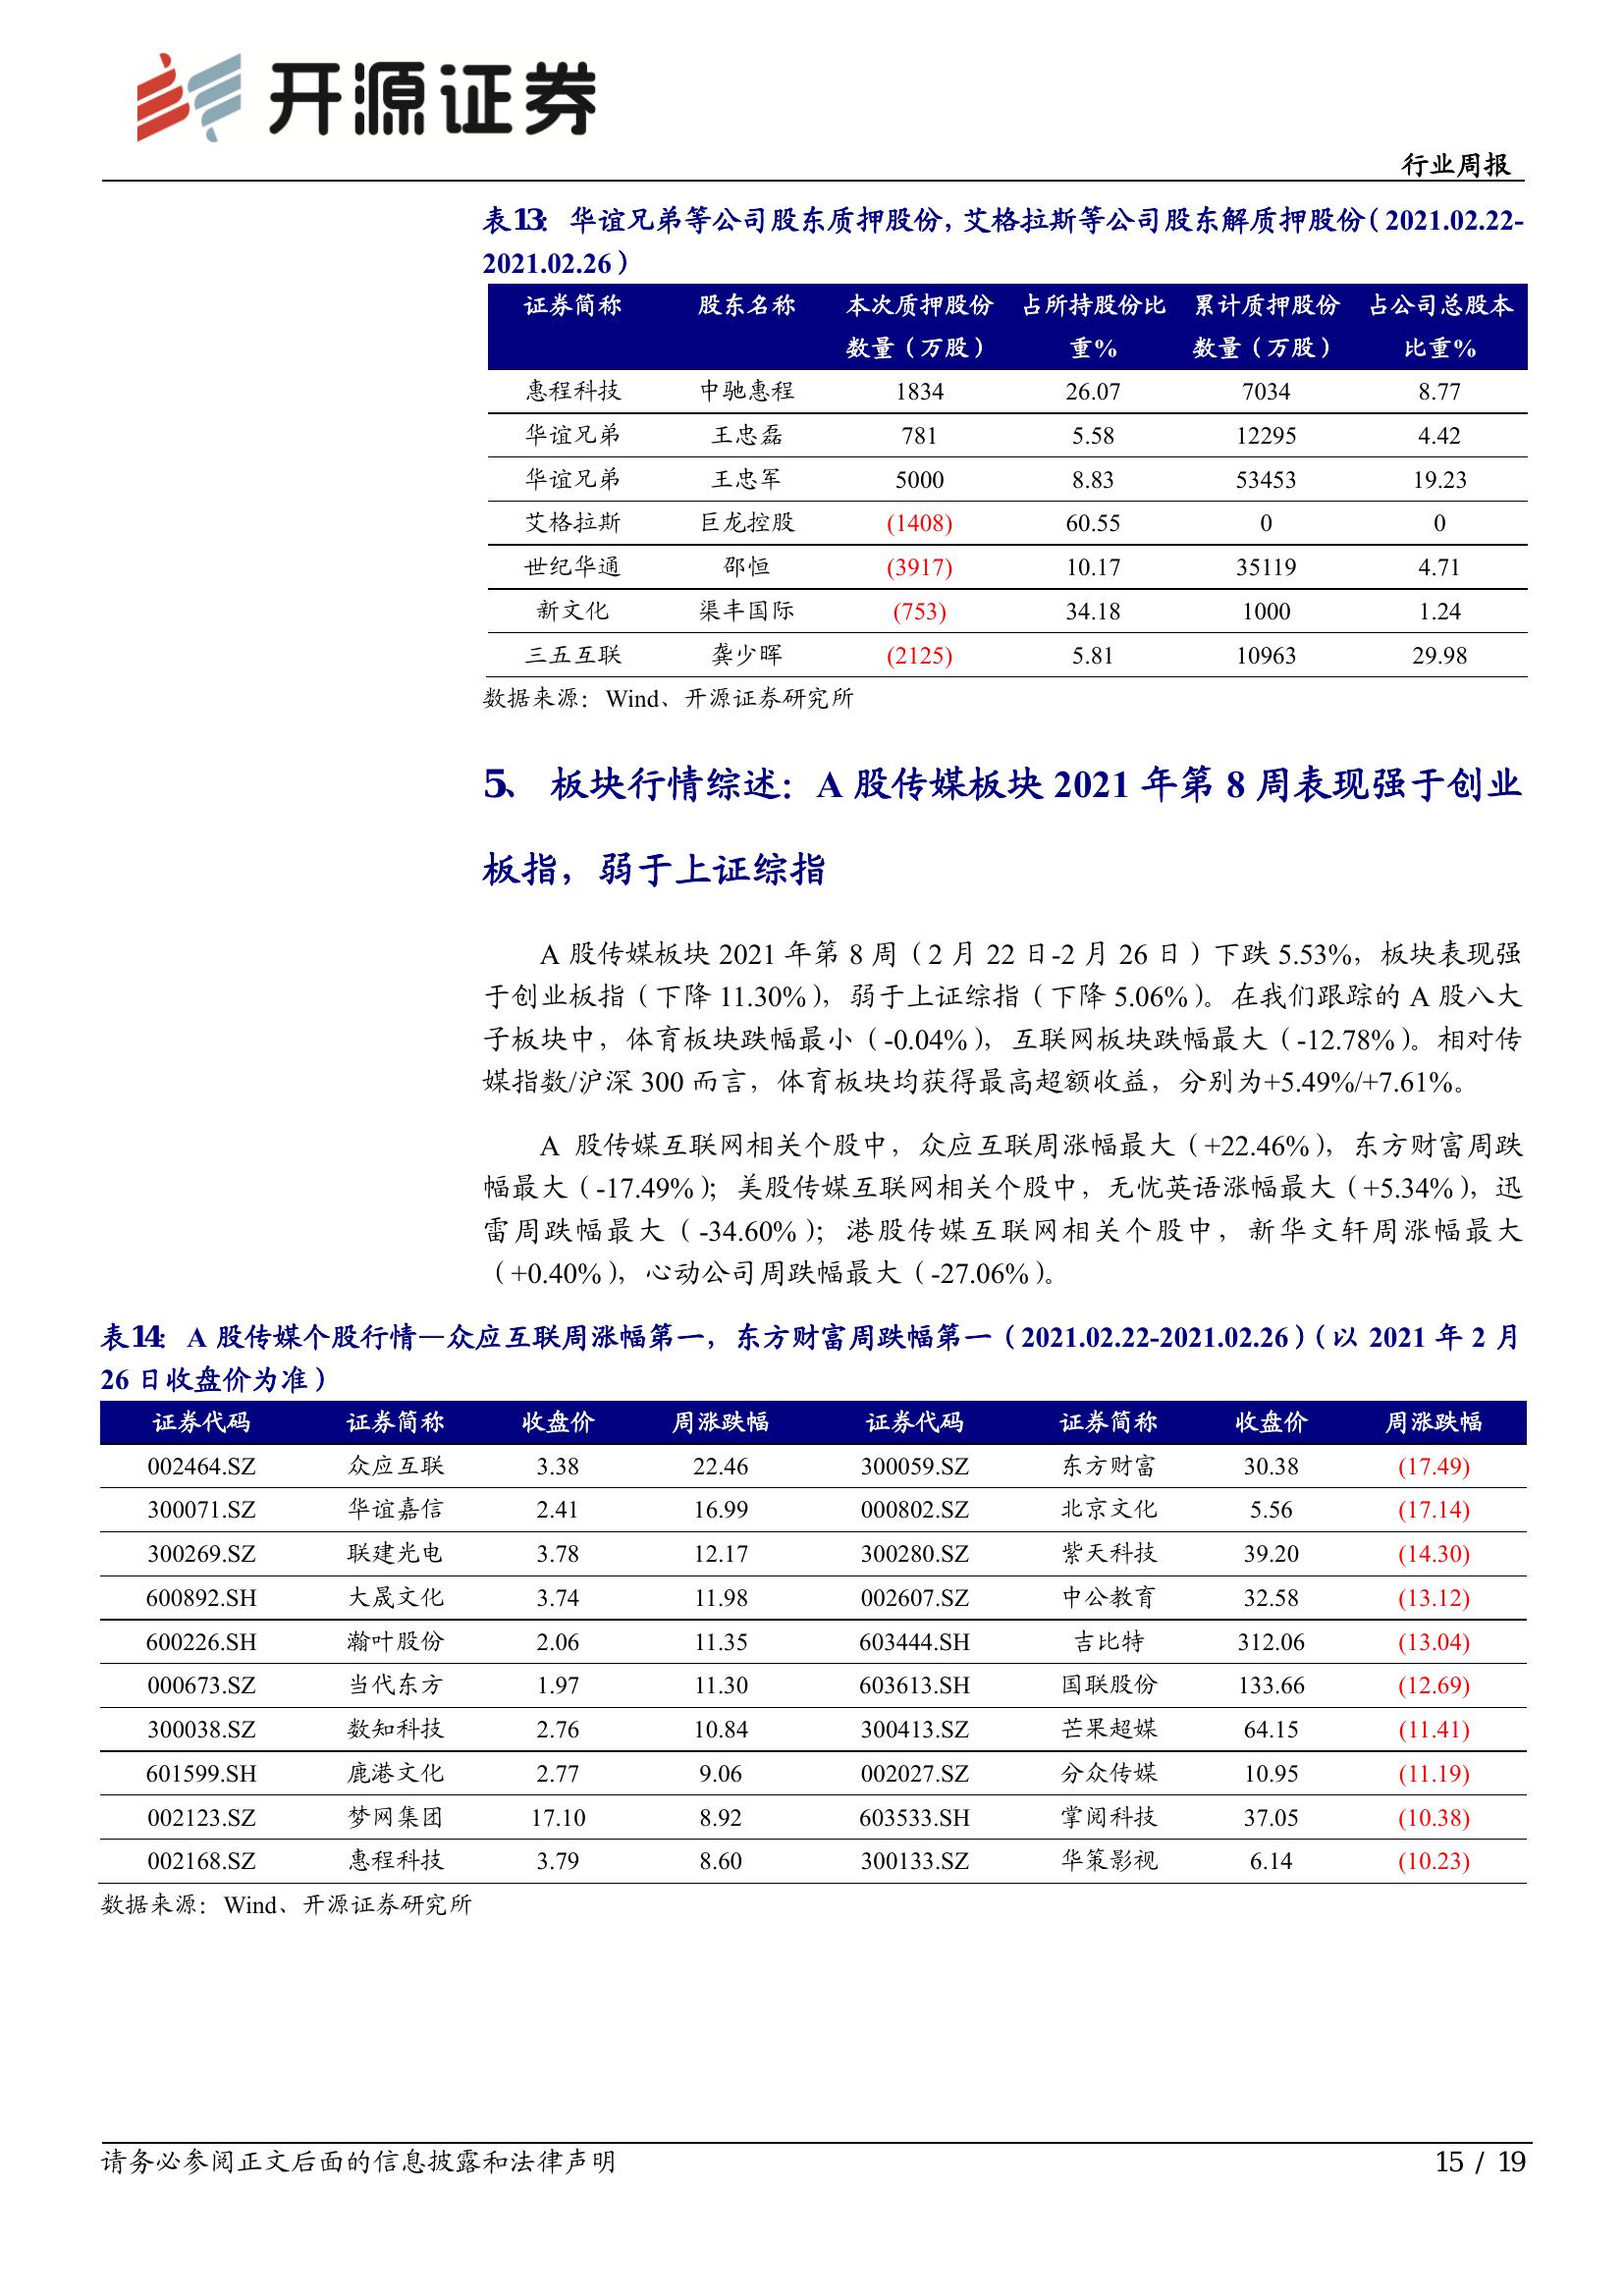 开源证券
行业周报
表13： 华谊兄弟等公司股东质押股份，艾格拉斯等公司股东解质押股份（2021.02.22-
2021.02.26）
证券简称 股东名称 本次质押股份 占所持股份比 累计质押股份 占公司总股本
数量（万股） 重% 数量（万股） 比重%
惠程科技 中驰惠程 1834 26.07 7034 8.77
华谊兄弟 王忠磊 781 5.58 12295 4.42
华谊兄弟 王忠军 5000 8.83 53453 19.23
艾格拉斯 巨龙控股 (1408) 60.55 0 0
世纪华通 邵恒 (3917) 10.17 35119 4.71
新文化 渠丰国际 (753) 34.18 1000 1.24
三五互联 龚少晖 (2125) 5.81 10963 29.98
数据来源：Wind、开源证券研究所
5、 板块行情综述：A 股传媒板块 2021 年第 8 周表现强于创业
板指，弱于上证综指
A 股传媒板块 2021 年第 8 周（2 月 22 日-2 月 26 日）下跌 5.53%，板块表现强
于创业板指（下降 11.30%），弱于上证综指（下降 5.06%）。在我们跟踪的 A 股八大
子板块中，体育板块跌幅最小（-0.04%），互联网板块跌幅最大（-12.78%）。相对传
媒指数/沪深 300 而言，体育板块均获得最高超额收益，分别为+5.49%/+7.61%。
A 股传媒互联网相关个股中，众应互联周涨幅最大（+22.46%），东方财富周跌
幅最大（-17.49%）；美股传媒互联网相关个股中，无忧英语涨幅最大（+5.34%），迅
雷周跌幅最大（-34.60%）；港股传媒互联网相关个股中，新华文轩周涨幅最大
（+0.40%），心动公司周跌幅最大（-27.06%）。
表14： A 股传媒个股行情—众应互联周涨幅第一，东方财富周跌幅第一（2021.02.22-2021.02.26）（以 2021 年 2 月
26 日收盘价为准）
证券代码 证券简称 收盘价 周涨跌幅 证券代码 证券简称 收盘价 周涨跌幅
002464.SZ 众应互联 3.38 22.46 300059.SZ 东方财富 30.38 (17.49)
300071.SZ 华谊嘉信 2.41 16.99 000802.SZ 北京文化 5.56 (17.14)
300269.SZ 联建光电 3.78 12.17 300280.SZ 紫天科技 39.20 (14.30)
600892.SH 大晟文化 3.74 11.98 002607.SZ 中公教育 32.58 (13.12)
600226.SH 瀚叶股份 2.06 11.35 603444.SH 吉比特 312.06 (13.04)
000673.SZ 当代东方 1.97 11.30 603613.SH 国联股份 133.66 (12.69)
300038.SZ 数知科技 2.76 10.84 300413.SZ 芒果超媒 64.15 (11.41)
601599.SH 鹿港文化 2.77 9.06 002027.SZ 分众传媒 10.95 (11.19)
002123.SZ 梦网集团 17.10 8.92 603533.SH 掌阅科技 37.05 (10.38)
002168.SZ 惠程科技 3.79 8.60 300133.SZ 华策影视 6.14 (10.23)
数据来源：Wind、开源证券研究所
请务必参阅正文后面的信息披露和法律声明 15 / 19